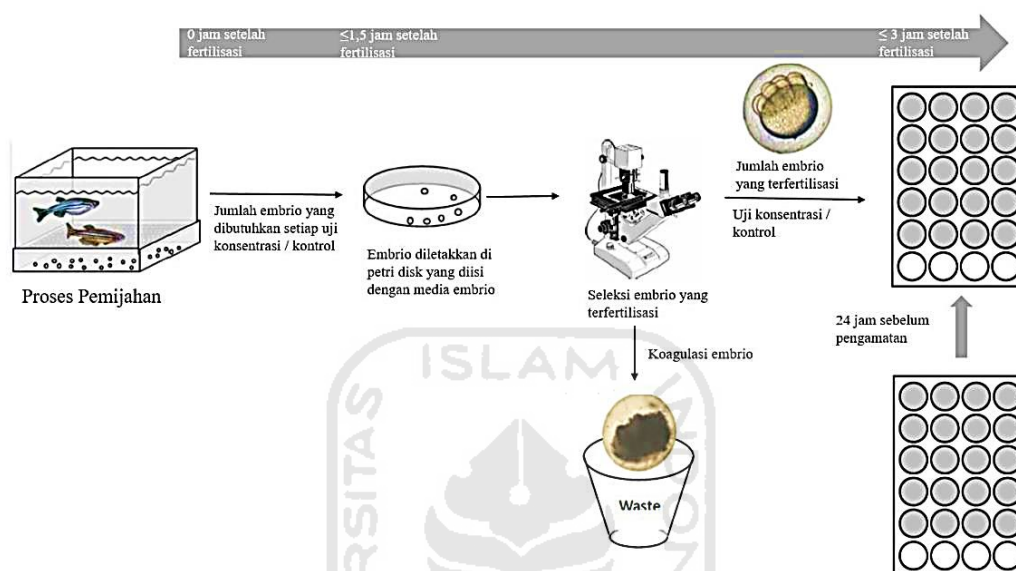 0 jam setelah
fertilisasi
≤1,5 jam setelah
fertilisasi
≤ 3 jam setelah
fertilisasi
Jumlah embrio yang
dibutuhkan setiap uji
konsentrasi / kontrol
Proses Pemijahan
Embrio diletakkan di
petri disk yang diisi
dengan media embrio
Seleksi embrio yang
terfertilisasi
Jumlah embrio
yang terfertilisasi
Uji konsentrasi /
kontrol
24 jam sebelum
pengamatan
Koagulasi embrio
Waste
ISLAM